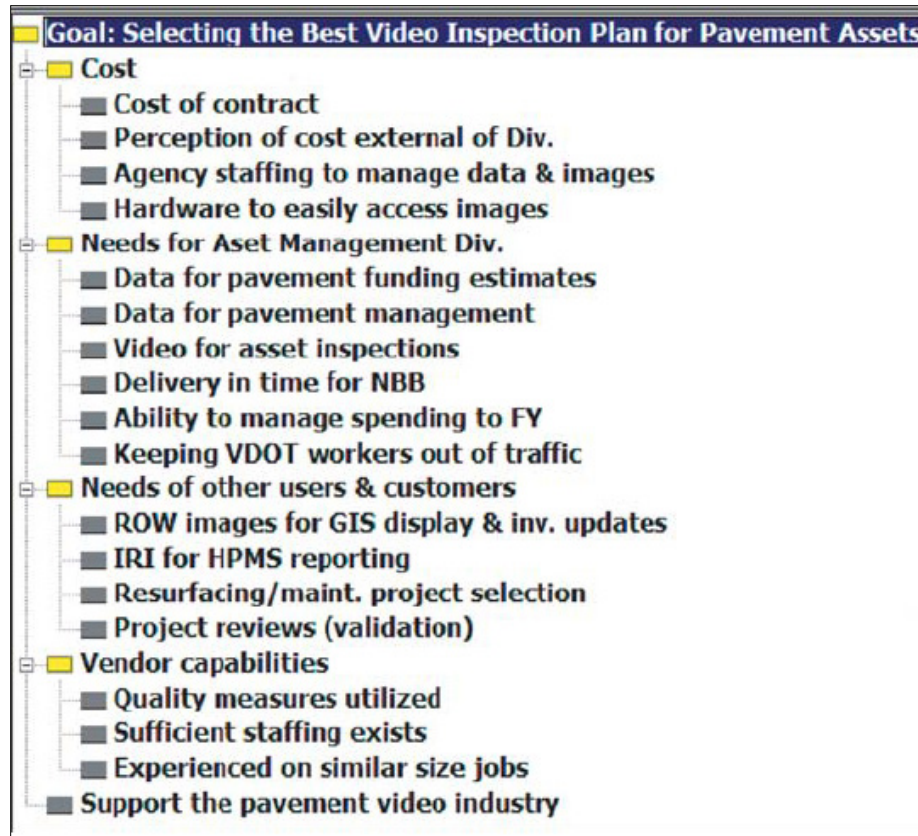 Goal: Selecting the Best Video Inspection Plan for Pavement Assets
Cost
Cost of contract
Perception of cost external of Div.
Agency staffing to manage data & images
Hardware to easily access images
Needs for Aset Management Div.
Data for pavement funding estimates
Data for pavement management
Video for asset inspections
Delivery in time for NBB
Ability to manage spending to FY
Keeping VDOT workers out of traffic
Needs of other users & customers
ROW images for GIS display & inv. updates
IRI for HPMS reporting
Resurfacing/maint. project selection
Project reviews (validation)
Vendor capabilities
Quality measures utilized
Sufficient staffing exists
Experienced on similar size jobs
Support the pavement video industry